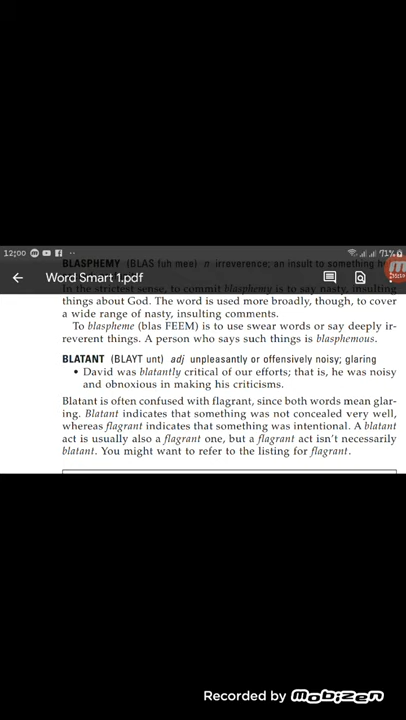 12:00
71%
BLASPHEMY (BLAS fuh mee) n irreverence; an insult to something
Word Smart 1.pdf
In the strictest sense, to commit blasphemy is to say nasty, insulting
things about God. The word is used more broadly, though, to cover
a wide range of nasty, insulting comments.
To blaspheme (blas FEEM) is to use swear words or say deeply ir-
reverent things. A person who says such things is blasphemous.
BLATANT (BLAYT unt) adj unpleasantly or offensively noisy; glaring
• David was blatantly critical of our efforts; that is, he was noisy
and obnoxious in making his criticisms.
Blatant is often confused with flagrant, since both words mean glar-
ing. Blatant indicates that something was not concealed very well,
whereas flagrant indicates that something was intentional. A blatant
act is usually also a flagrant one, but a flagrant act isn't necessarily
blatant. You might want to refer to the listing for flagrant.
Recorded by Mobizen